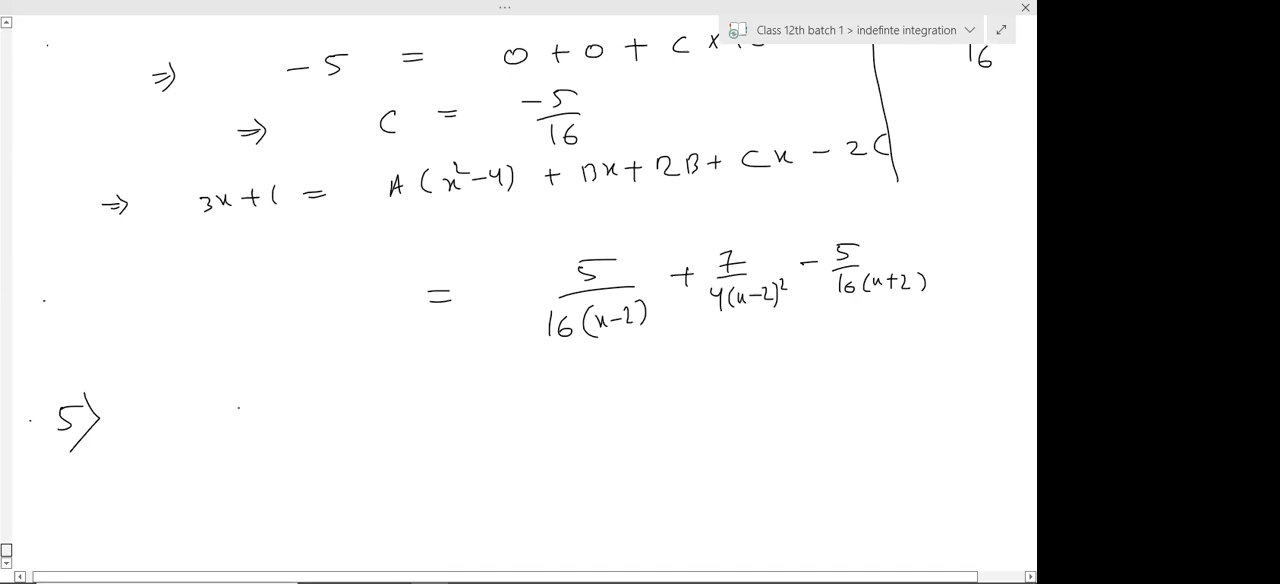 Class 12th batch 1 > indefinte integration
⇒ -5 = 0 + 0 + C ×
16
⇒ C = -5/16
⇒ 3x+1 = A(x²-4) + Bx + 2B + Cx - 2C
= 5/16(x-2) + 7/4(x-2)² - 5/16(x+2)
5)